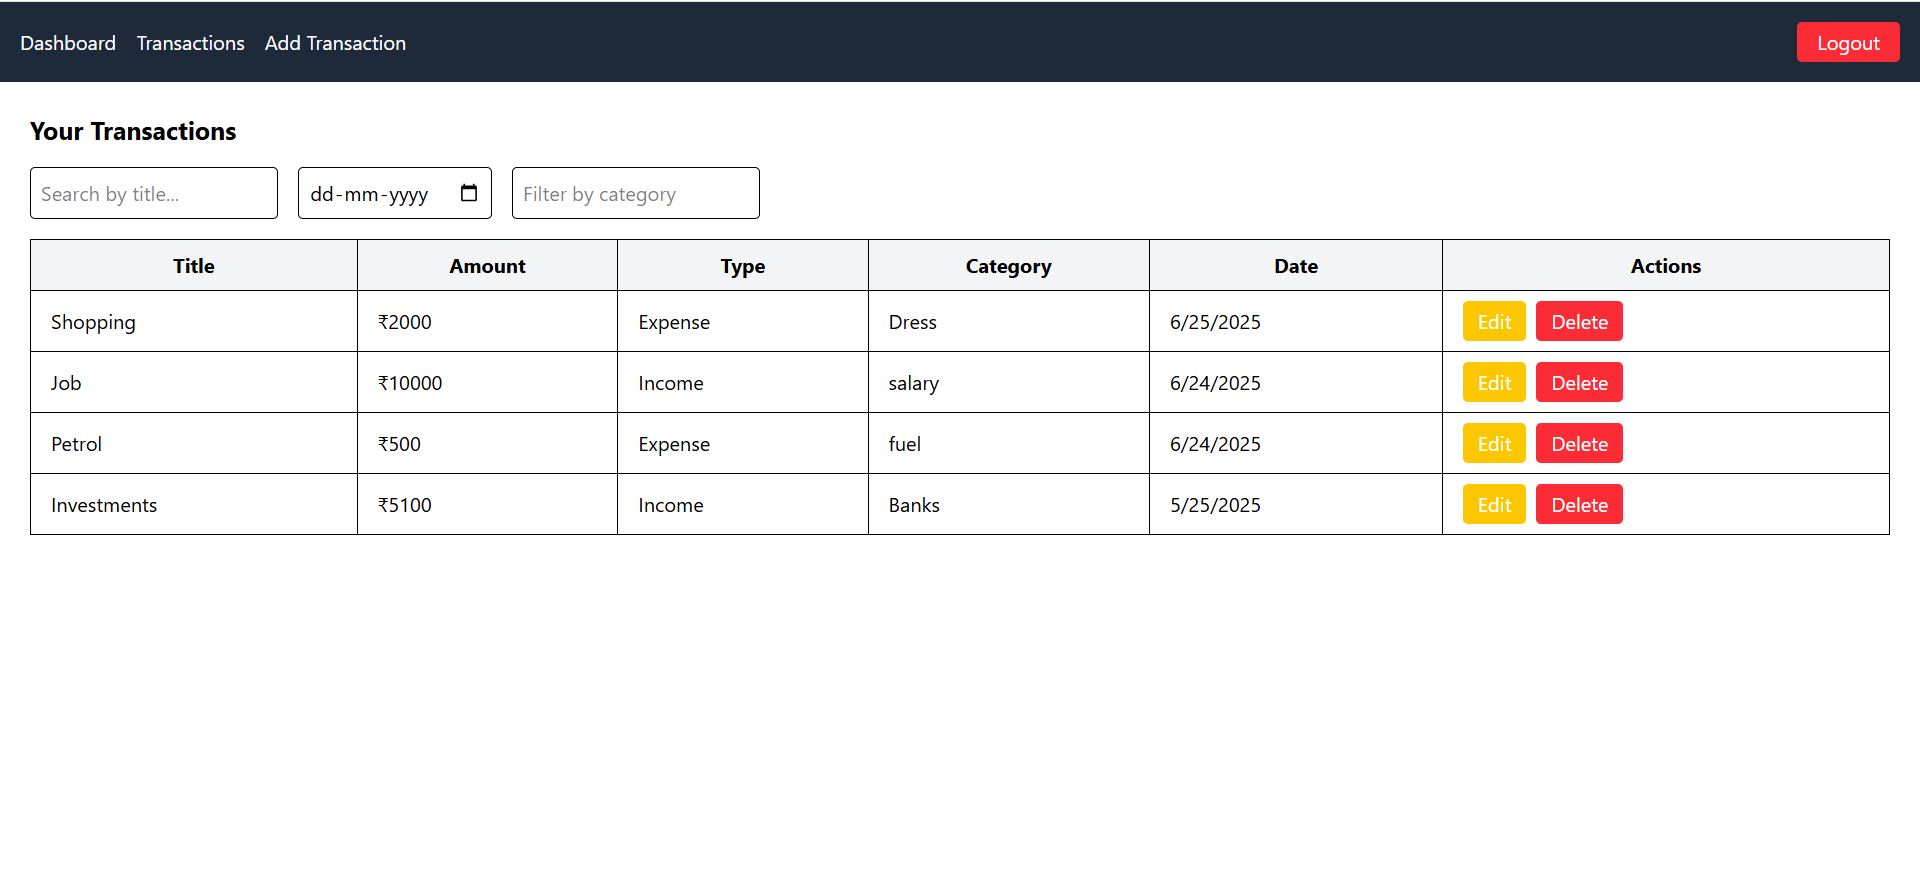 Dashboard Transactions Add Transaction Logout
Your Transactions
Search by title... dd-mm-yyyy Filter by category
Title Amount Type Category Date Actions
Shopping ₹2000 Expense Dress 6/25/2025 Edit Delete
Job ₹10000 Income salary 6/24/2025 Edit Delete
Petrol ₹500 Expense fuel 6/24/2025 Edit Delete
Investments ₹5100 Income Banks 5/25/2025 Edit Delete